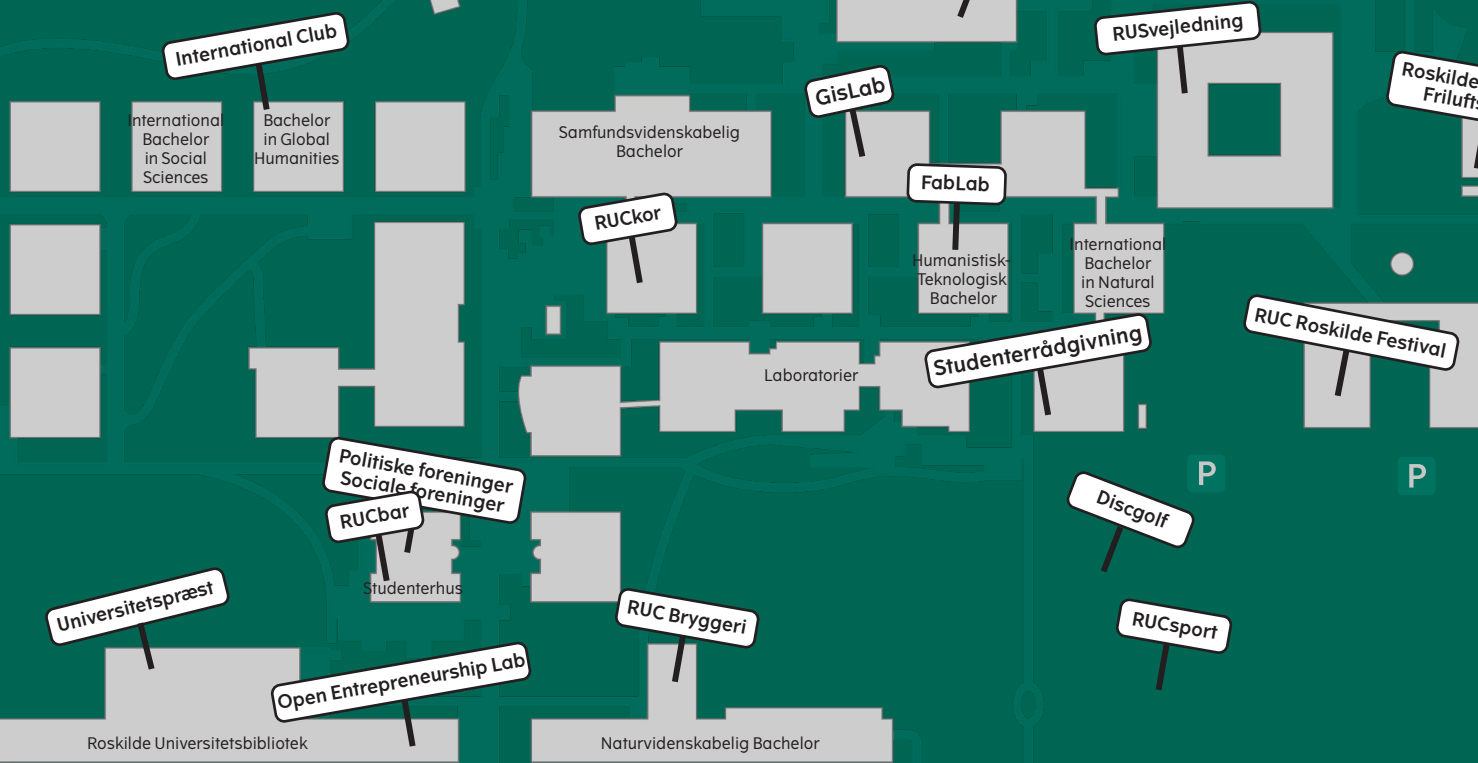 International Club
RUSvejledning
Roskilde
GisLab
International
Bachelor
in Social
Sciences
Bachelor
in Global
Humanities
Samfundsvidenskabelig
Bachelor
FabLab
RUCkor
Humanistisk-
Teknologisk
Bachelor
International
Bachelor
in Natural
Sciences
RUC Roskilde Festival
Studenterrådgivning
Laboratorier
Politiske foreninger
Sociale foreninger
RUCbar
P
P
Discgolf
Studenterhus
Universitetspræst
RUC Bryggeri
RUCsport
Open Entrepreneurship Lab
Roskilde Universitetsbibliotek
Naturvidenskabelig Bachelor